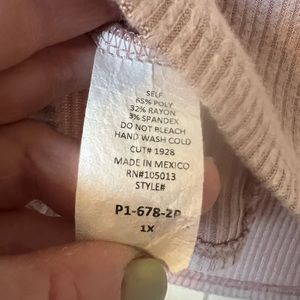 SELF
65% POLY
32% RAYON
3% SPANDEX
DO NOT BLEACH
HAND WASH COLD
CUT# 1928
MADE IN MEXICO
RN#105013
STYLE#
P1-678-2P
1X